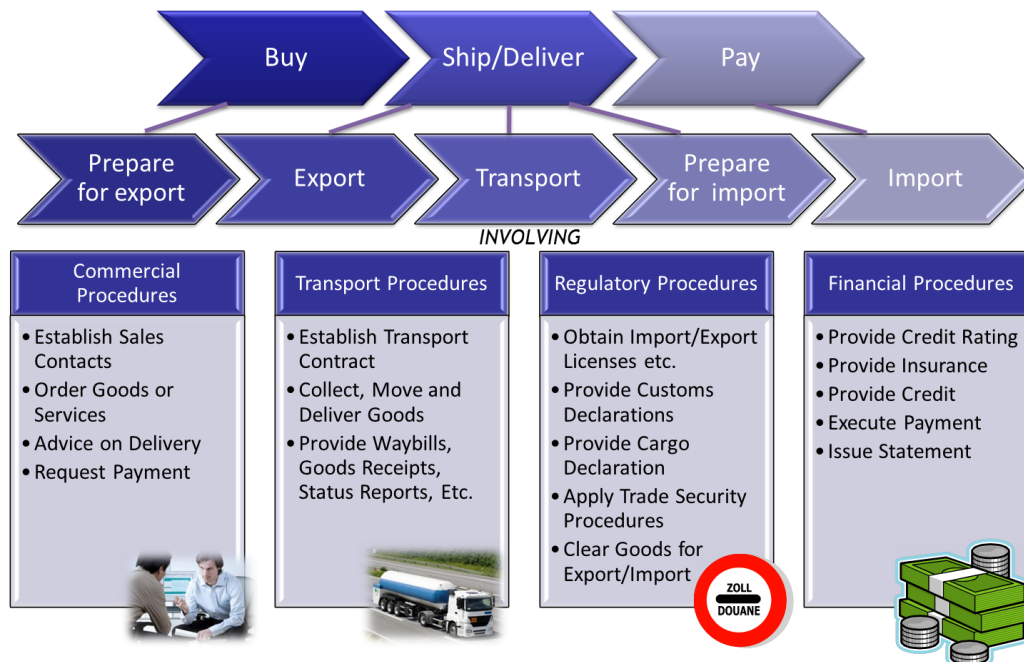 Buy
Ship/Deliver
Pay
Prepare
for export
Export
Transport
Prepare
for import
Import
INVOLVING
Commercial
Procedures
• Establish Sales
Contacts
• Order Goods or
Services
• Advice on Delivery
• Request Payment
Transport Procedures
• Establish Transport
Contract
• Collect, Move and
Deliver Goods
• Provide Waybills,
Goods Receipts,
Status Reports, Etc.
Regulatory Procedures
• Obtain Import/Export
Licenses etc.
• Provide Customs
Declarations
• Provide Cargo
Declaration
• Apply Trade Security
Procedures
• Clear Goods for
Export/Import
ZOLL
DOUANE
Financial Procedures
• Provide Credit Rating
• Provide Insurance
• Provide Credit
• Execute Payment
• Issue Statement